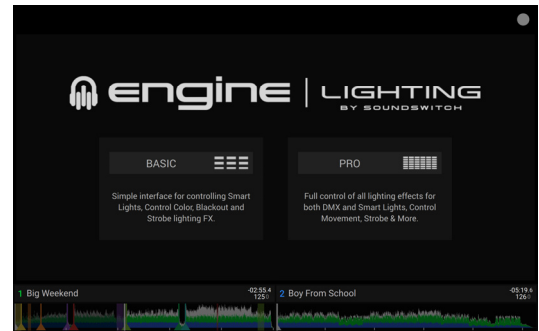 engine LIGHTING
BY SOUNDSWITCH
BASIC
Simple interface for controlling Smart
Lights, Control Color, Blackout and
Strobe lighting FX.
PRO
Full control of all lighting effects for
both DMX and Smart Lights, Control
Movement, Strobe & More.
1 Big Weekend
-02:55.4
125.0
2 Boy From School
-05:19.6
126.0